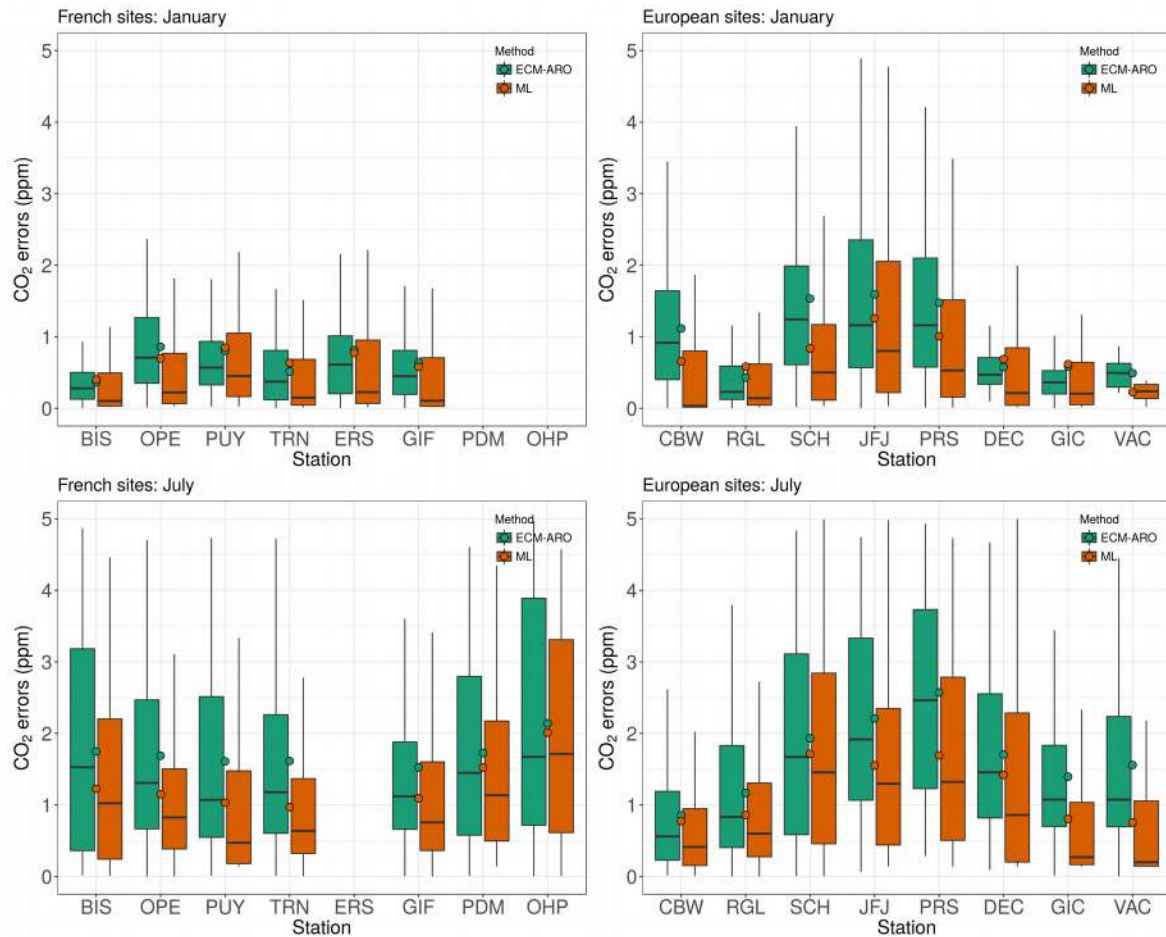 French sites: January
Method
ECM-ARO
ML
5
4
3
2
1
0
CO₂ errors (ppm)
BIS OPE PUY TRN ERS GIF PDM OHP
Station
European sites: January
Method
ECM-ARO
ML
5
4
3
2
1
0
CO₂ errors (ppm)
CBW RGL SCH JFJ PRS DEC GIC VAC
Station
French sites: July
Method
ECM-ARO
ML
5
4
3
2
1
0
CO₂ errors (ppm)
BIS OPE PUY TRN ERS GIF PDM OHP
Station
European sites: July
Method
ECM-ARO
ML
5
4
3
2
1
0
CO₂ errors (ppm)
CBW RGL SCH JFJ PRS DEC GIC VAC
Station